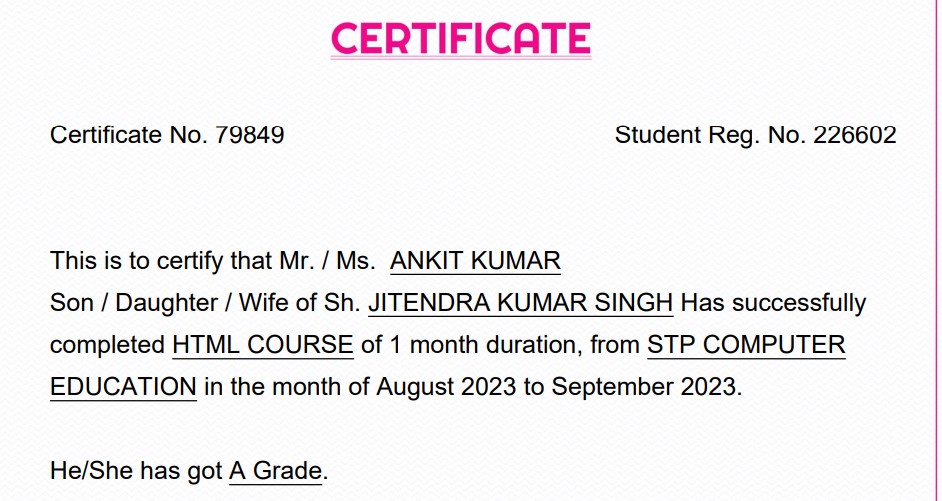 CERTIFICATE
Certificate No. 79849
Student Reg. No. 226602
This is to certify that Mr. / Ms. ANKIT KUMAR
Son / Daughter / Wife of Sh. JITENDRA KUMAR SINGH Has successfully
completed HTML COURSE of 1 month duration, from STP COMPUTER
EDUCATION in the month of August 2023 to September 2023.
He/She has got A Grade.